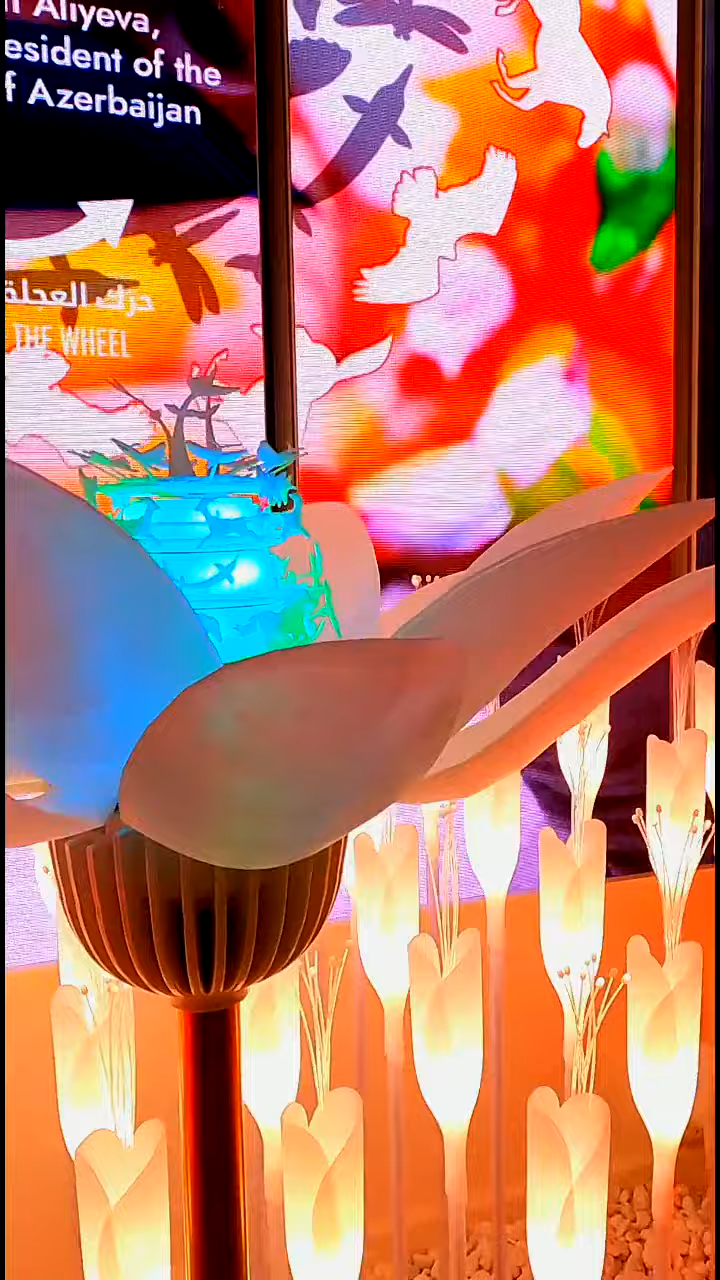 Aliyeva,
esident of the
f Azerbaijan
حرك العجلة
THE WHEEL